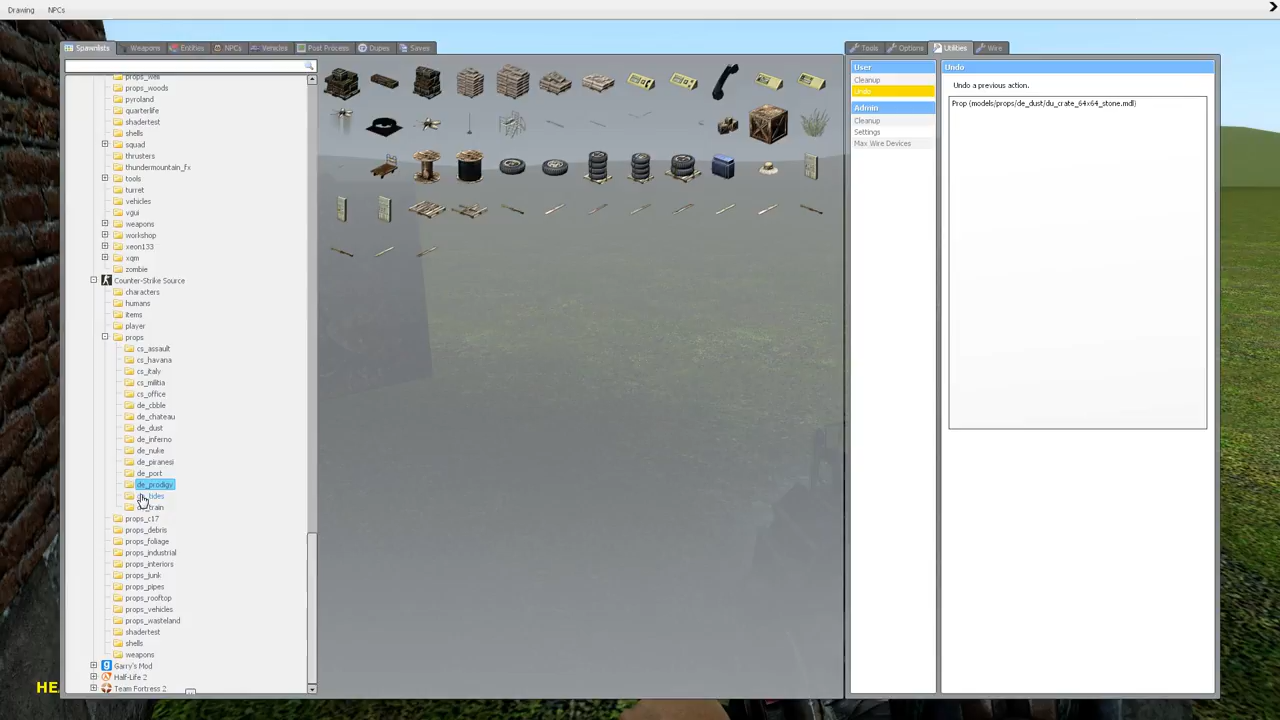 Drawing NPCs
Spawnlists Weapons Entities NPCs Vehicles Post Process Dupes Saves
Tools Options Utilities Wire
props_well
props_woods
pyroland
quarterlife
shadertest
shells
squad
thrusters
thundermountain_fx
tools
turret
vehicles
vgui
weapons
workshop
xeon133
xqm
zombie
Counter-Strike Source
characters
humans
items
player
props
cs_assault
cs_havana
cs_italy
cs_militia
cs_office
de_cbble
de_chateau
de_dust
de_inferno
de_nuke
de_piranesi
de_port
de_prodigy
de_tides
de_train
props_c17
props_debris
props_foliage
props_industrial
props_interiors
props_junk
props_pipes
props_rooftop
props_vehicles
props_wasteland
shadertest
shells
weapons
Garry's Mod
Half-Life 2
Team Fortress 2
HE
User
Cleanup
Undo
Admin
Cleanup
Settings
Max Wire Devices
Undo
Undo a previous action.
Prop (models/props/de_dust/du_crate_64x64_stone.mdl)